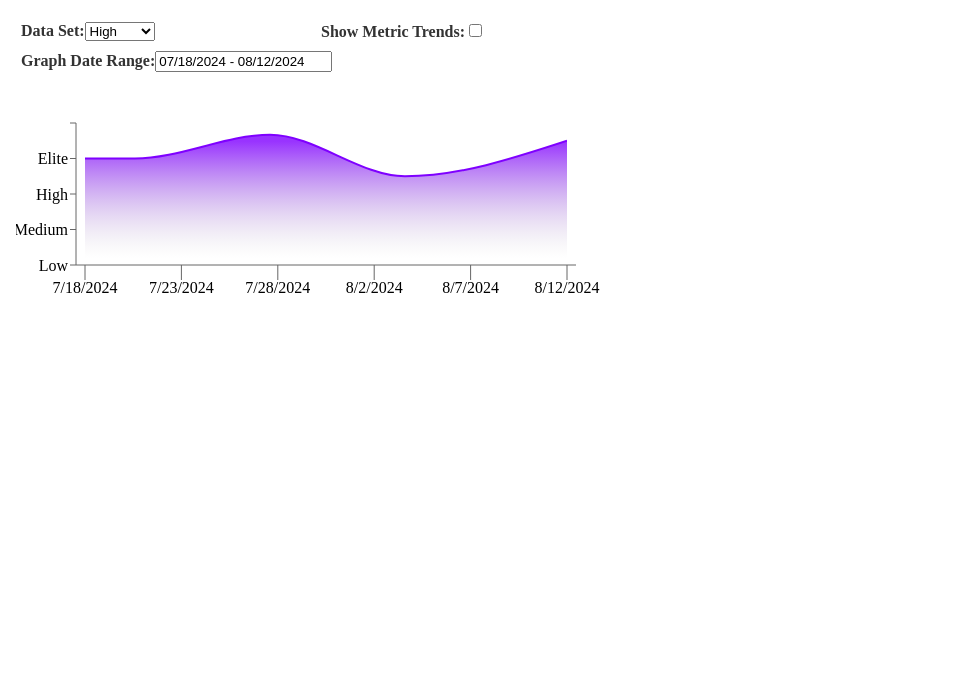 Data Set: High Show Metric Trends:
Graph Date Range: 07/18/2024 - 08/12/2024
Elite
High
Medium
Low
7/18/2024 7/23/2024 7/28/2024 8/2/2024 8/7/2024 8/12/2024